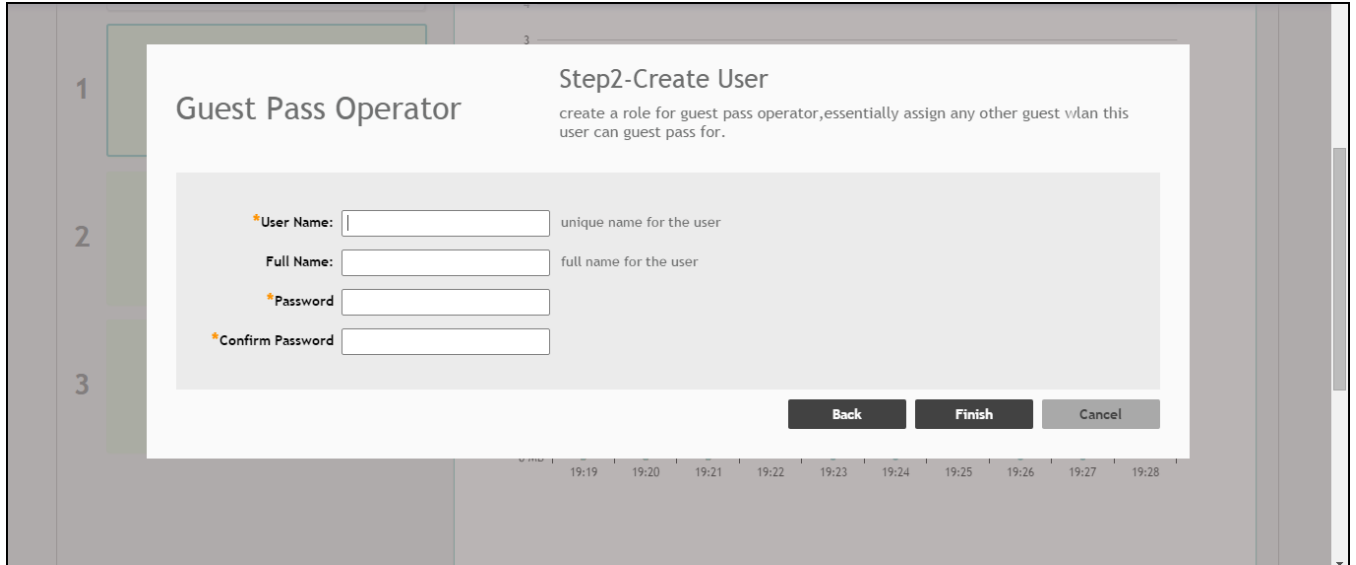 3
1
Guest Pass Operator
Step2-Create User
create a role for guest pass operator,essentially assign any other guest wlan this
user can guest pass for.
*User Name:
unique name for the user
2
Full Name:
full name for the user
*Password
*Confirm Password
3
Back
Finish
Cancel
19:19
19:20
19:21
19:22
19:23
19:24
19:25
19:26
19:27
19:28